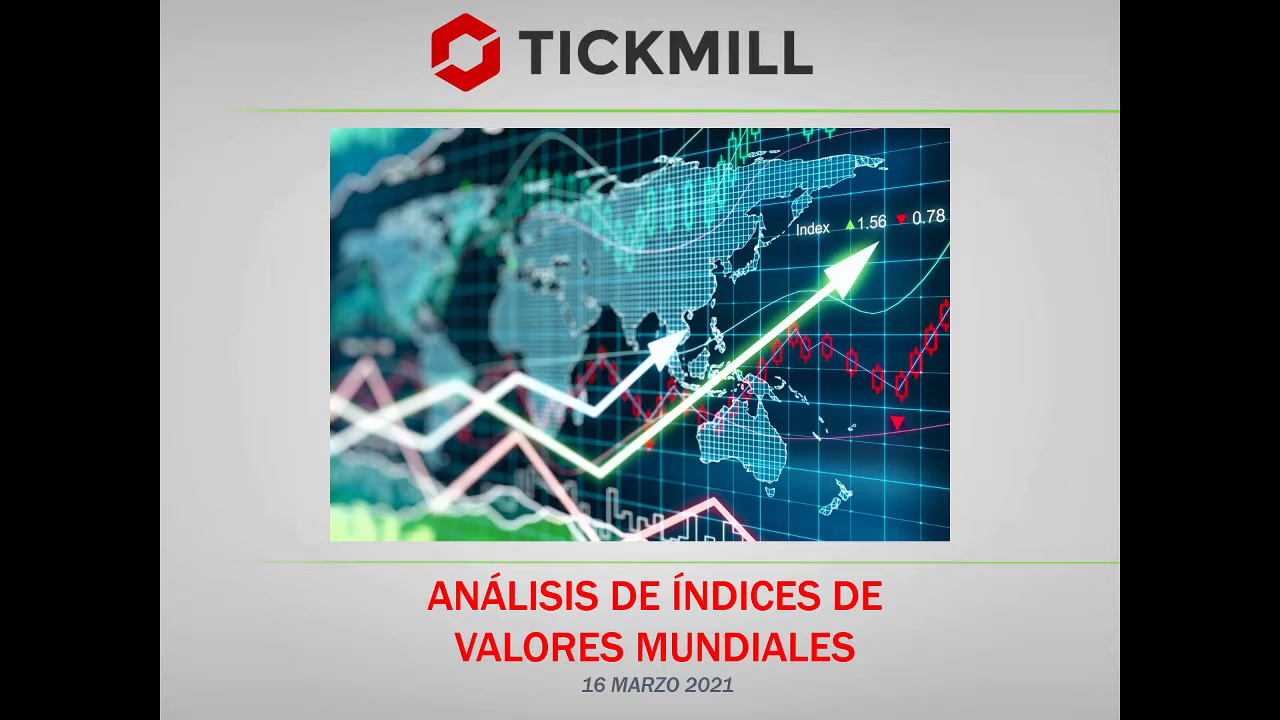 TICKMILL
Index ▲1.56 ▼0.78
ANÁLISIS DE ÍNDICES DE
VALORES MUNDIALES
16 MARZO 2021